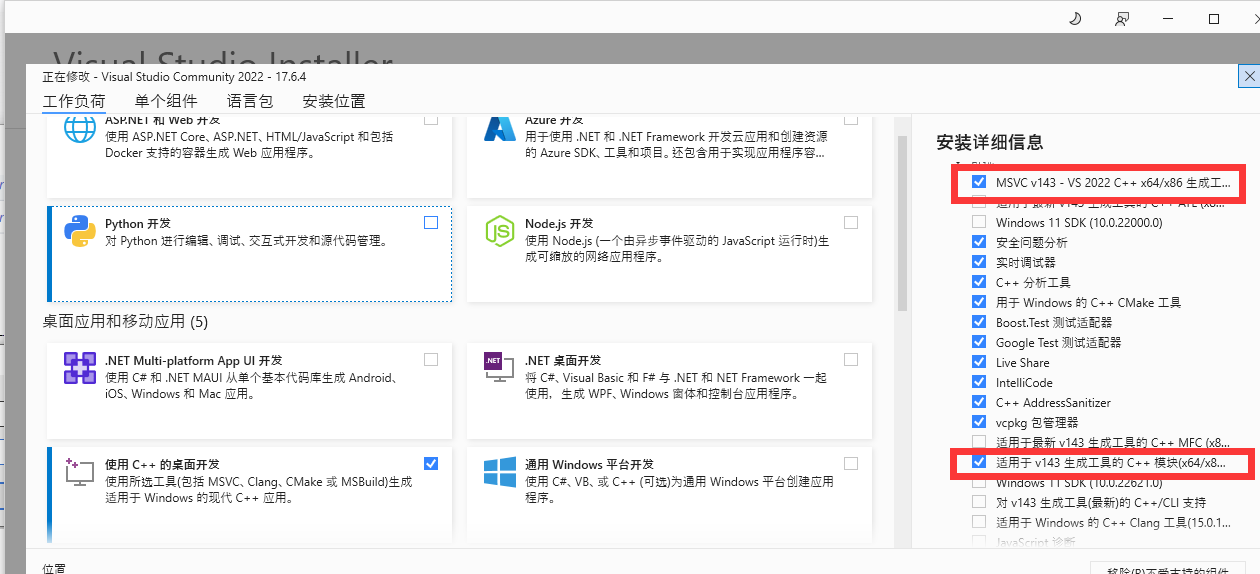 Visual Studio Installer
正在修改 - Visual Studio Community 2022 - 17.6.4
工作负荷 单个组件 语言包 安装位置
ASP.NET 和 Web 开发
使用 ASP.NET Core、ASP.NET、HTML/JavaScript 和包括
Docker 支持的容器生成 Web 应用程序。
Azure 开发
用于使用 .NET 和 .NET Framework 开发云应用和创建资源
的 Azure SDK、工具和项目。还包含用于实现应用程序容...
Python 开发
对 Python 进行编辑、调试、交互式开发和源代码管理。
Node.js 开发
使用 Node.js (一个由异步事件驱动的 JavaScript 运行时)生
成可缩放的网络应用程序。
桌面应用和移动应用 (5)
.NET Multi-platform App UI 开发
使用 C# 和 .NET MAUI 从单个基本代码库生成 Android、
iOS、Windows 和 Mac 应用。
.NET
.NET 桌面开发
将 C#、Visual Basic 和 F# 与 .NET 和 NET Framework 一起
使用，生成 WPF、Windows 窗体和控制台应用程序。
使用 C++ 的桌面开发
使用所选工具(包括 MSVC、Clang、CMake 或 MSBuild)生成
适用于 Windows 的现代 C++ 应用。
通用 Windows 平台开发
使用 C#、VB、或 C++ (可选)为通用 Windows 平台创建应用
程序。
位置
安装详细信息
MSVC v143 - VS 2022 C++ x64/x86 生成工...
适用于最新 v143 生成工具的 C++ ATL (x8...
Windows 11 SDK (10.0.22000.0)
安全问题分析
实时调试器
C++ 分析工具
用于 Windows 的 C++ CMake 工具
Boost.Test 测试适配器
Google Test 测试适配器
Live Share
IntelliCode
C++ AddressSanitizer
vcpkg 包管理器
适用于最新 v143 生成工具的 C++ MFC (x8...
适用于 v143 生成工具的 C++ 模块(x64/x8...
Windows 11 SDK (10.0.22621.0)
对 v143 生成工具(最新)的 C++/CLI 支持
适用于 Windows 的 C++ Clang 工具(15.0.1...
JavaScript 诊断
移除(R)不受支持的组件